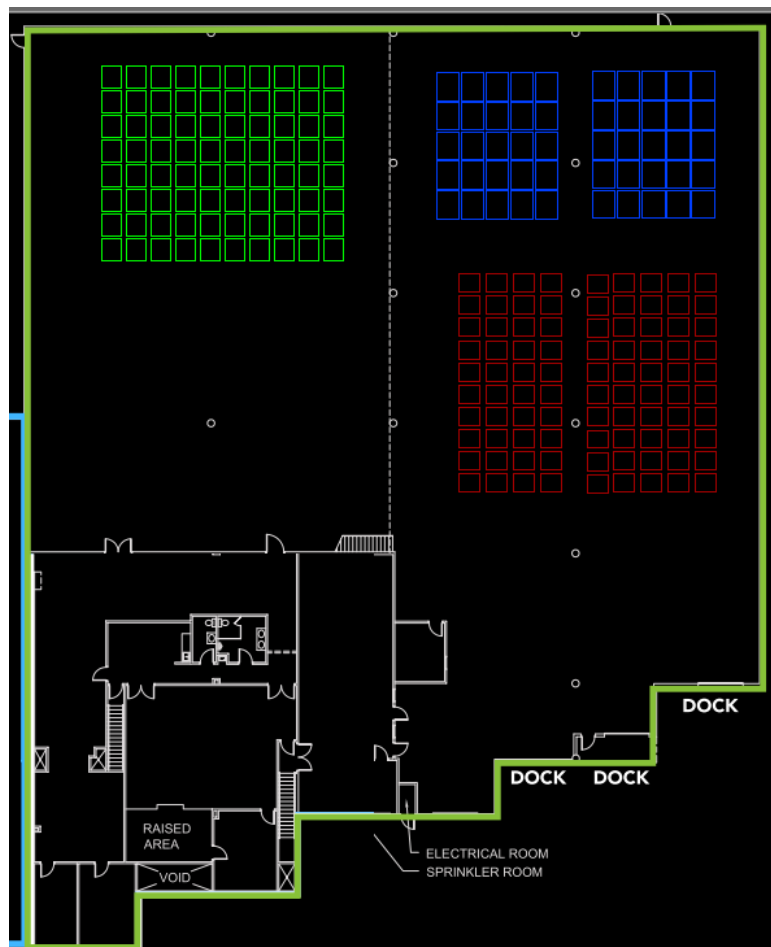 DOCK
DOCK DOCK
RAISED
AREA
ELECTRICAL ROOM
SPRINKLER ROOM
VOID